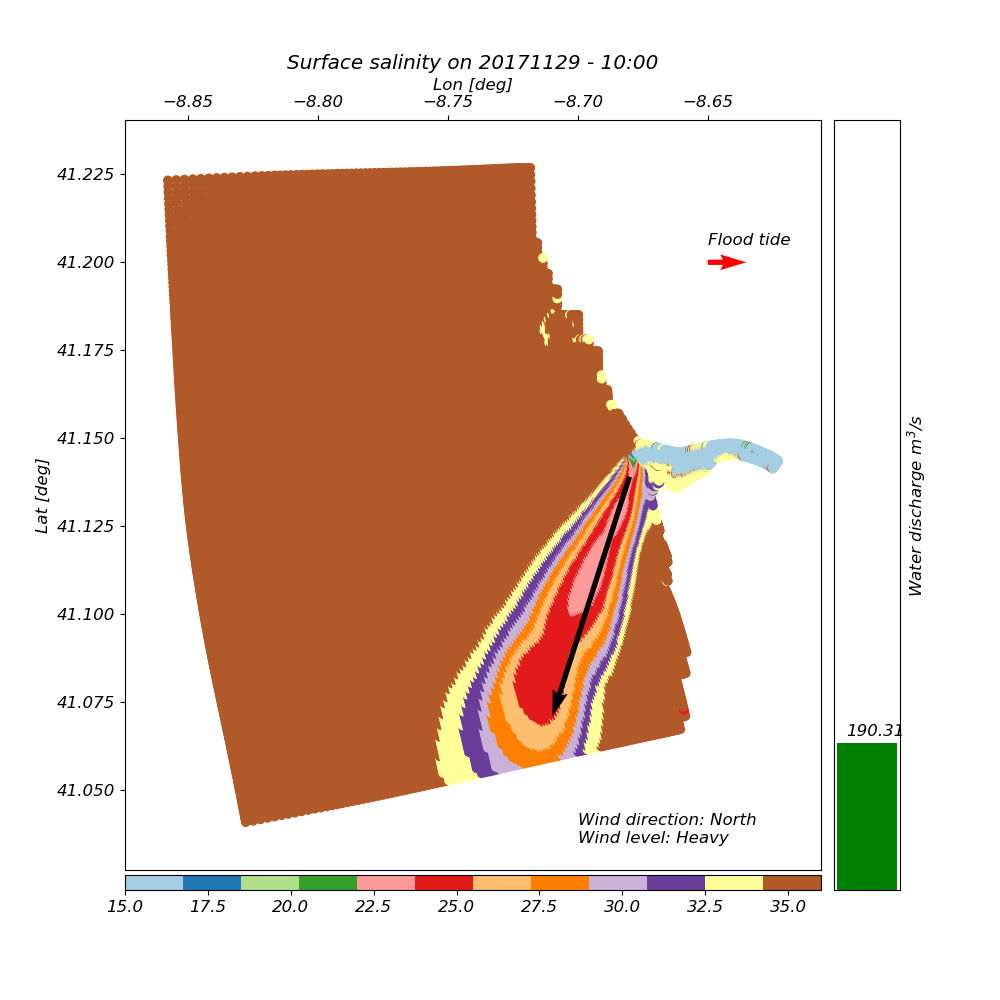 Surface salinity on 20171129 - 10:00
Lon [deg]
−8.85 −8.80 −8.75 −8.70 −8.65
41.225
41.200
41.175
41.150
41.125
41.100
41.075
41.050
Lat [deg]
Flood tide
Wind direction: North
Wind level: Heavy
190.31
Water discharge m³/s
15.0 17.5 20.0 22.5 25.0 27.5 30.0 32.5 35.0